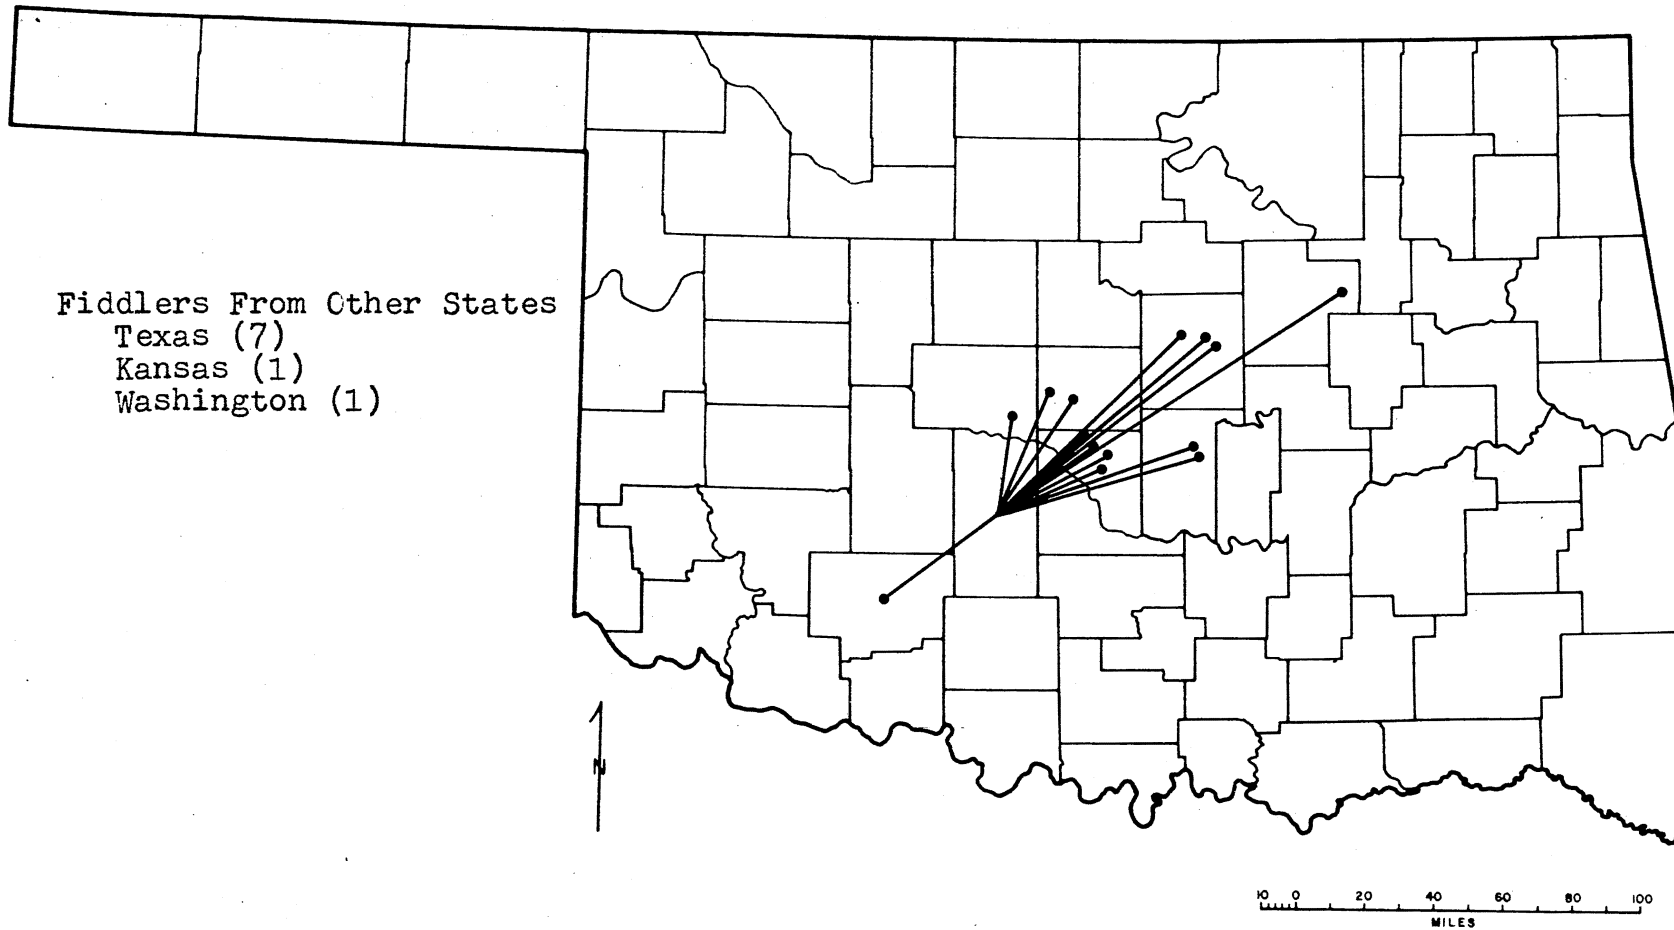 Fiddlers From Other States
Texas (7)
Kansas (1)
Washington (1)
N
10 0 20 40 60 80 100
MILES